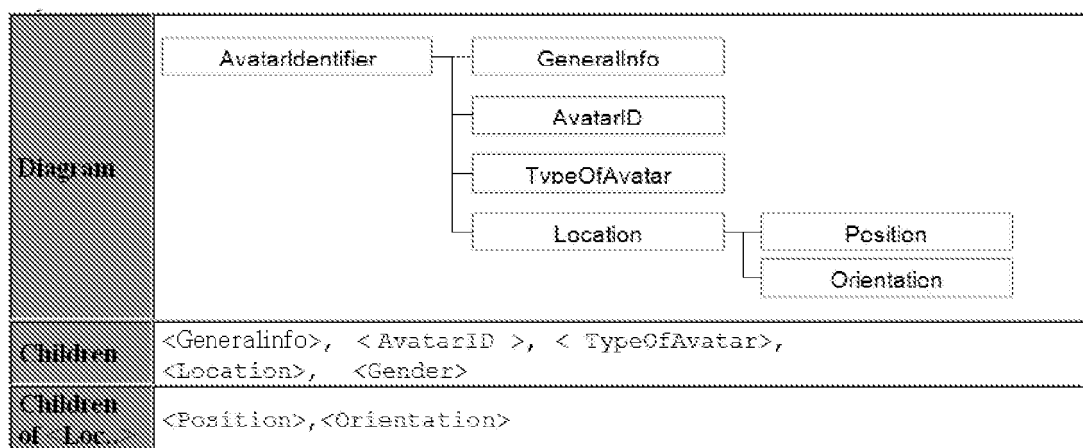 Diagram
AvatarIdentifier
GeneralInfo
AvatarID
TypeOfAvatar
Location
Position
Orientation
Children
<Generalinfo>, < AvatarID >, < TypeOfAvatar>,
<Location>, <Gender>
Children
of Loc...
<Position>,<Orientation>